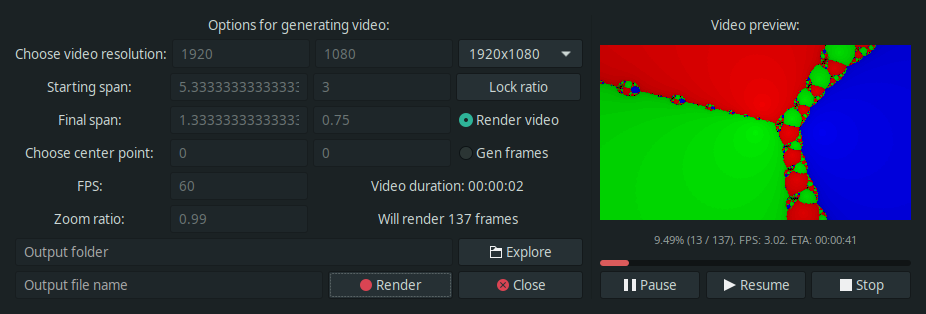 Options for generating video:
Choose video resolution: 1920 1080 1920x1080
Starting span: 5.33333333333333: 3 Lock ratio
Final span: 1.33333333333333: 0.75 Render video
Choose center point: 0 0 Gen frames
FPS: 60 Video duration: 00:00:02
Zoom ratio: 0.99 Will render 137 frames
Output folder Explore
Output file name Render Close
Video preview:
9.49% (13 / 137). FPS: 3.02. ETA: 00:00:41
Pause Resume Stop